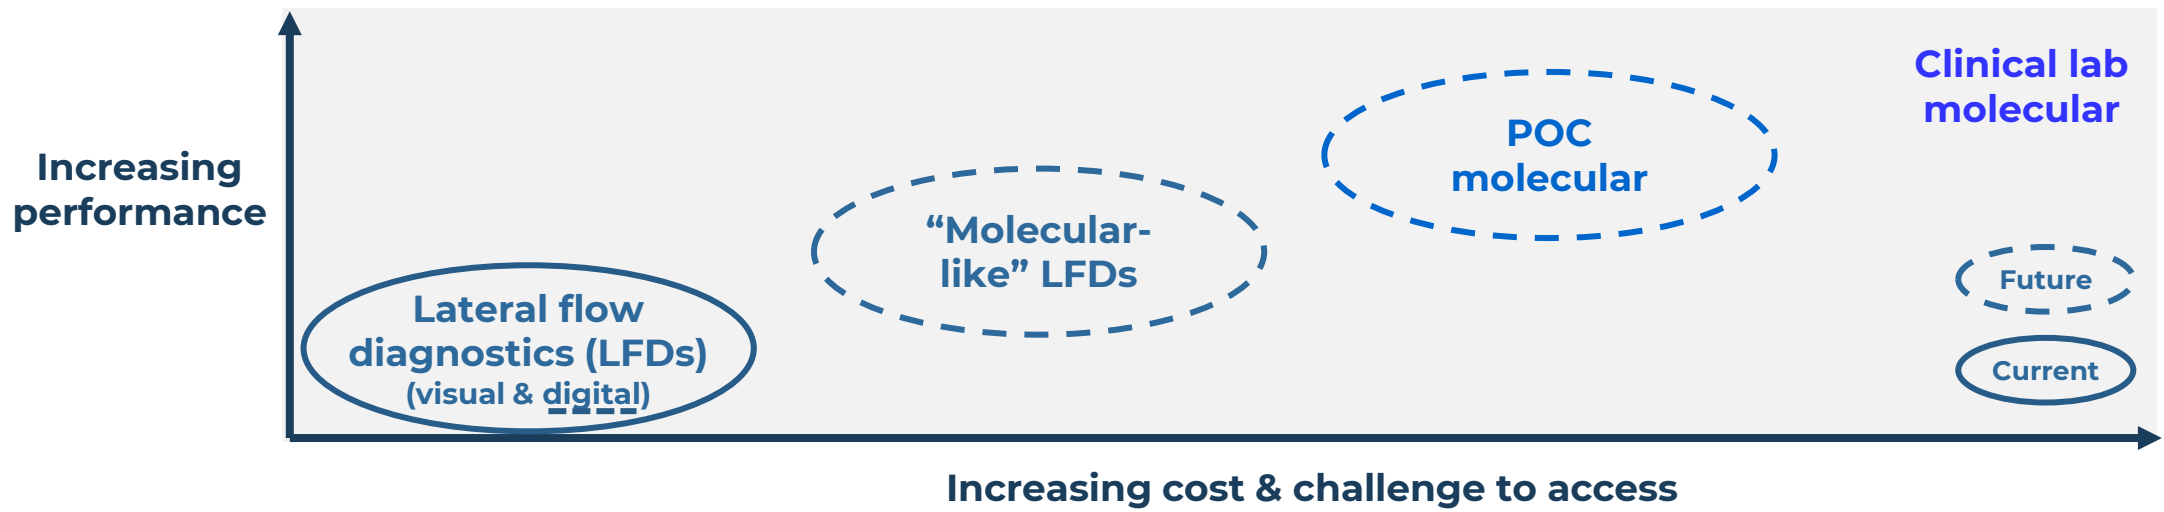 Increasing
performance
Lateral flow
diagnostics (LFDs)
(visual & digital)
“Molecular-
like” LFDs
POC
molecular
Clinical lab
molecular
Future
Current
Increasing cost & challenge to access